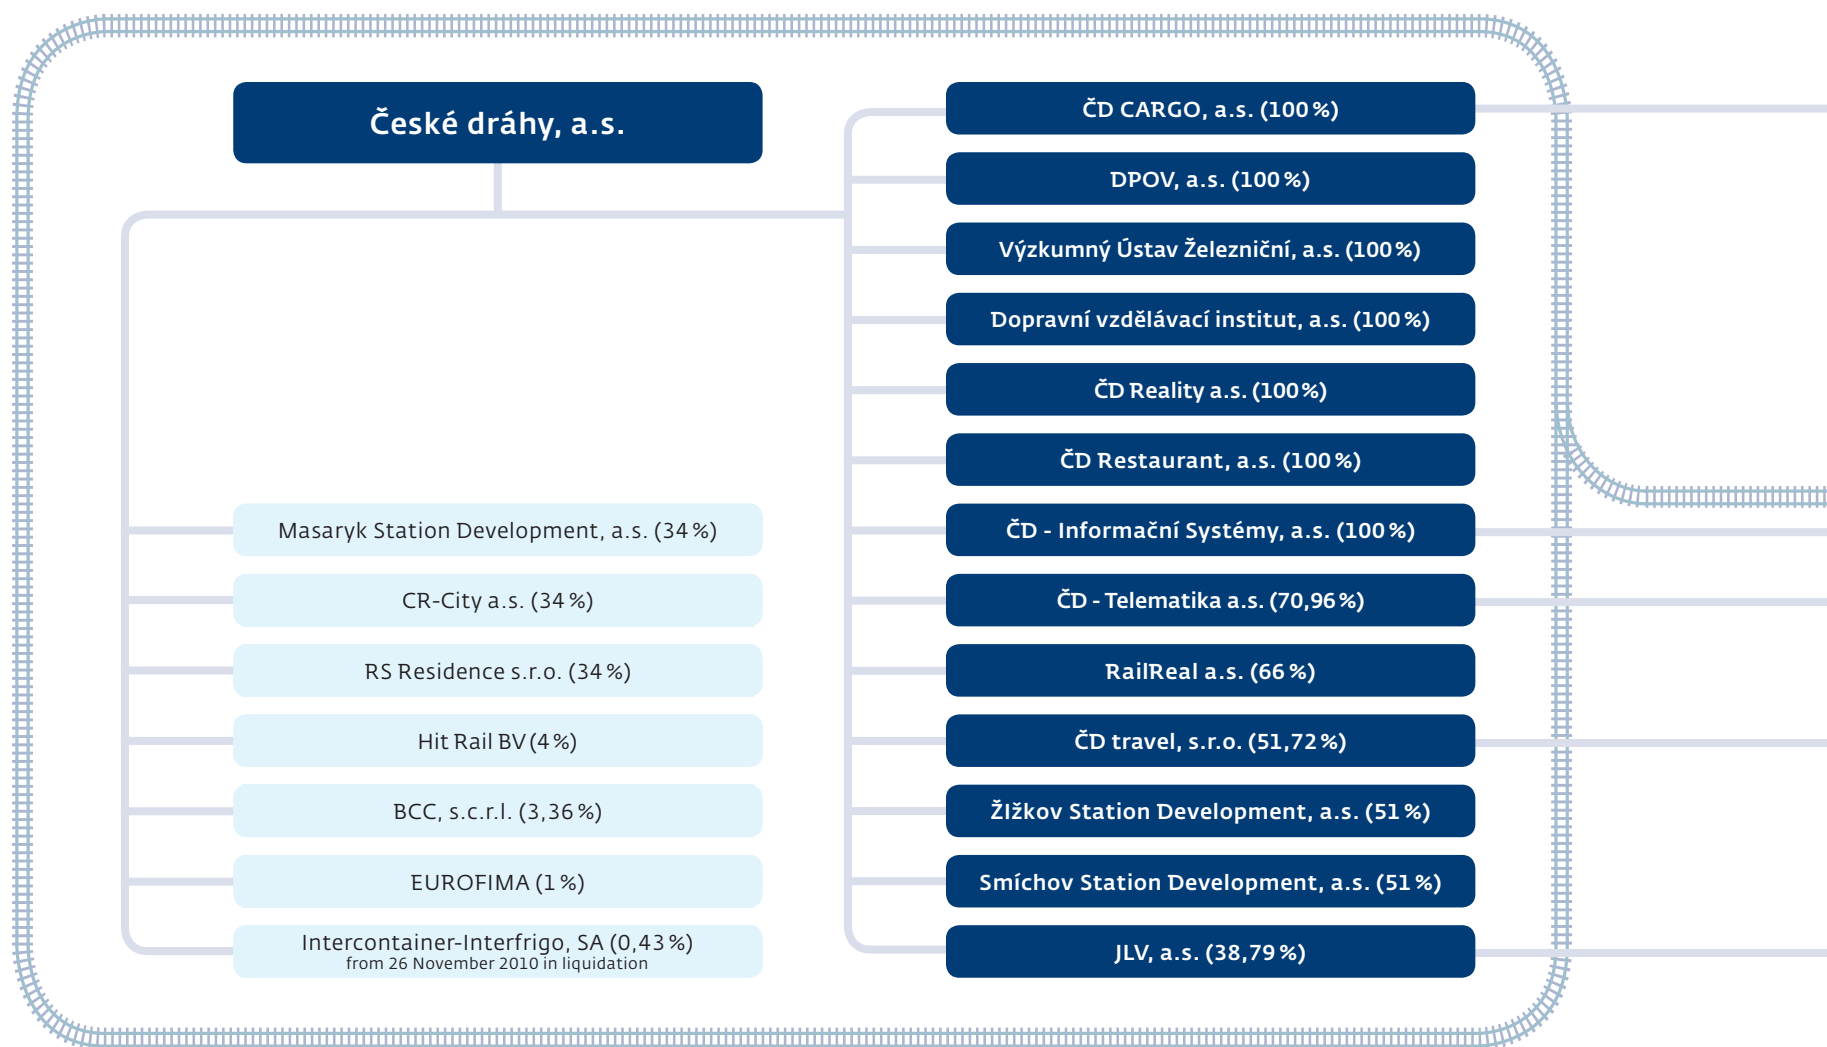 České dráhy, a.s.
Masaryk Station Development, a.s. (34 %)
CR-City a.s. (34 %)
RS Residence s.r.o. (34 %)
Hit Rail BV (4 %)
BCC, s.c.r.l. (3,36 %)
EUROFIMA (1 %)
Intercontainer-Interfrigo, SA (0,43 %)
from 26 November 2010 in liquidation
ČD CARGO, a.s. (100 %)
DPOV, a.s. (100 %)
Výzkumný Ústav Železniční, a.s. (100 %)
Dopravní vzdělávací institut, a.s. (100 %)
ČD Reality a.s. (100 %)
ČD Restaurant, a.s. (100 %)
ČD - Informační Systémy, a.s. (100 %)
ČD - Telematika a.s. (70,96 %)
RailReal a.s. (66 %)
ČD travel, s.r.o. (51,72 %)
ŽIžkov Station Development, a.s. (51 %)
Smíchov Station Development, a.s. (51 %)
JLV, a.s. (38,79 %)